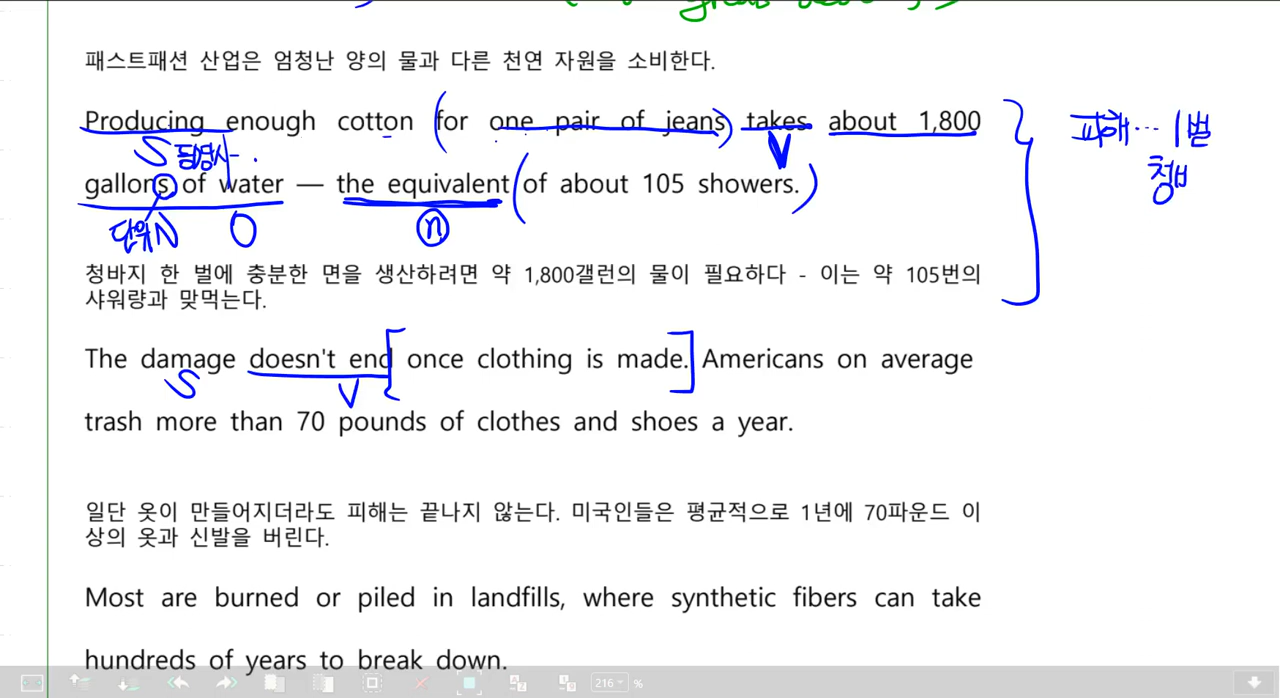 패스트패션 산업은 엄청난 양의 물과 다른 천연 자원을 소비한다.
Producing enough cotton (for one pair of jeans) takes about 1,800
피해… 1벌
청바
S 동명사
V
gallons of water — the equivalent (of about 105 showers.)
단위N O n
청바지 한 벌에 충분한 면을 생산하려면 약 1,800갤런의 물이 필요하다 - 이는 약 105번의
샤워량과 맞먹는다.
The damage doesn't end [once clothing is made.] Americans on average
S V
trash more than 70 pounds of clothes and shoes a year.
일단 옷이 만들어지더라도 피해는 끝나지 않는다. 미국인들은 평균적으로 1년에 70파운드 이
상의 옷과 신발을 버린다.
Most are burned or piled in landfills, where synthetic fibers can take
hundreds of years to break down.
216 %